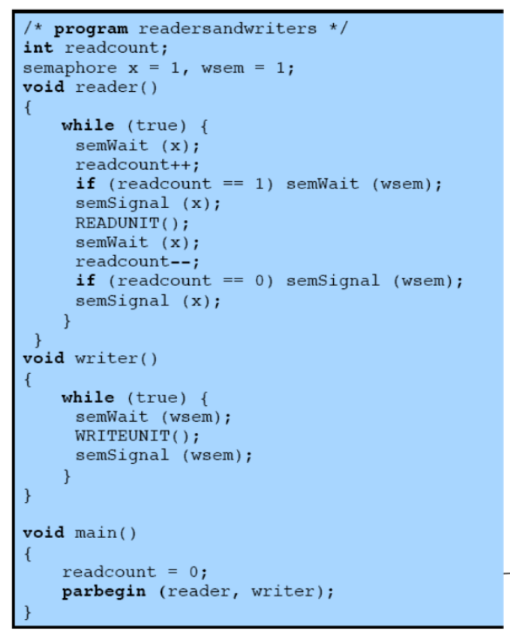 /* program readersandwriters */
int readcount;
semaphore x = 1, wsem = 1;
void reader()
{
    while (true) {
     semWait (x);
     readcount++;
     if (readcount == 1) semWait (wsem);
     semSignal (x);
     READUNIT();
     semWait (x);
     readcount--;
     if (readcount == 0) semSignal (wsem);
     semSignal (x);
    }
 }
void writer()
{
    while (true) {
     semWait (wsem);
     WRITEUNIT();
     semSignal (wsem);
    }
}

void main()
{
    readcount = 0;
    parbegin (reader, writer);
}